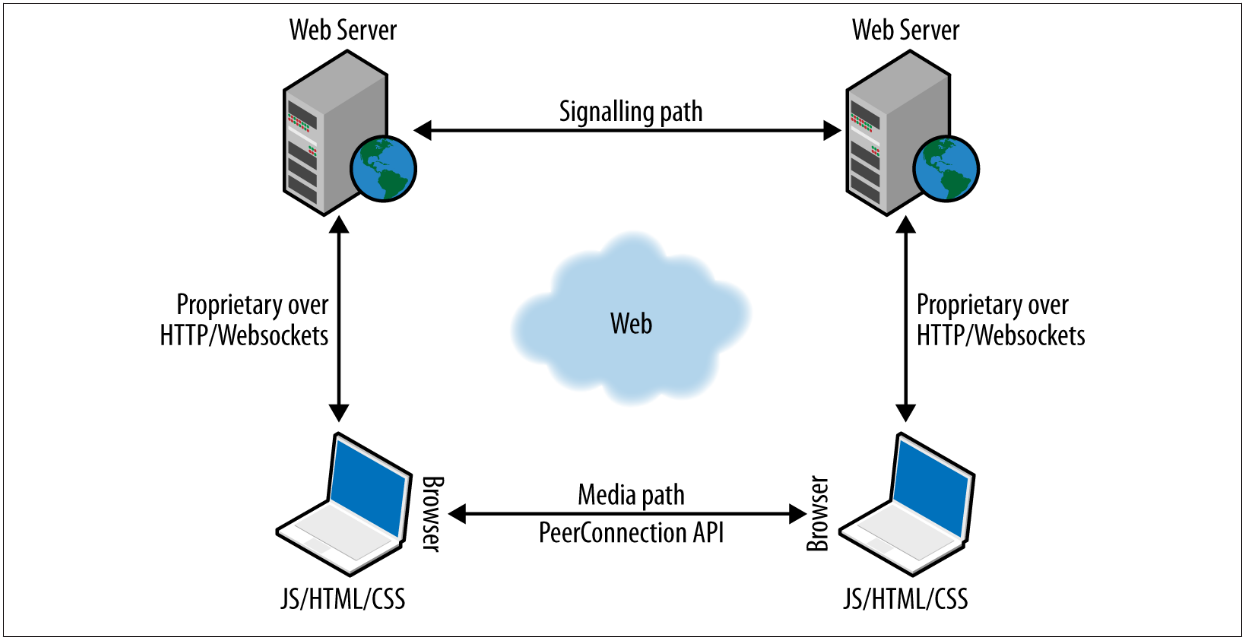 Web Server
Web Server
Signalling path
Proprietary over
HTTP/Websockets
Web
Proprietary over
HTTP/Websockets
Browser
Media path
PeerConnection API
Browser
JS/HTML/CSS
JS/HTML/CSS